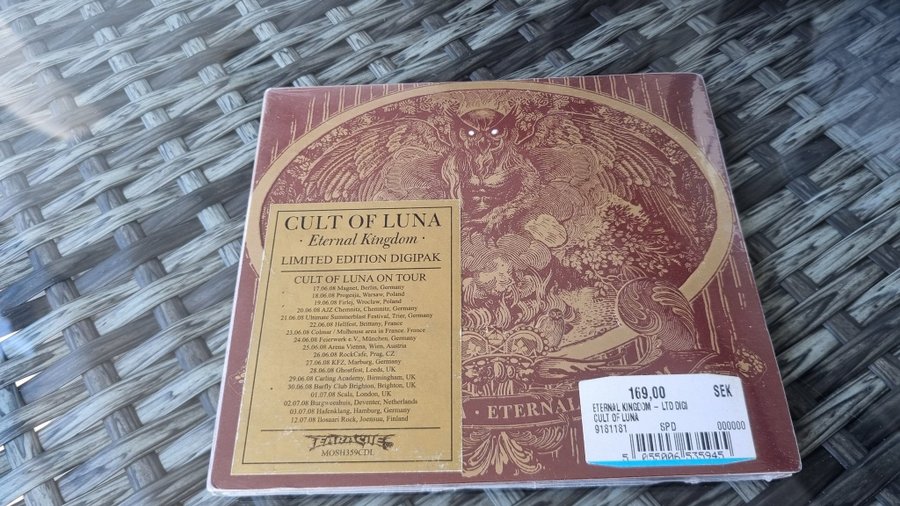 CULT OF LUNA
· Eternal Kingdom ·
LIMITED EDITION DIGIPAK
CULT OF LUNA ON TOUR
17.06.08 Magnet, Berlin, Germany
18.06.08 Progresja, Warsaw, Poland
19.06.08 Firlej, Wroclaw, Poland
20.06.08 AJZ Chemnitz, Chemnitz, Germany
21.06.08 Ultimate Summerblast Festival, Trier, Germany
22.06.08 Hellfest, Brittany, France
23.06.08 Colmar / Mulhouse area in France. France
24.06.08 Feierwerk e.V., München, Germany
25.06.08 Arena Vienna, Wien, Austria
26.06.08 RockCafe, Prag, CZ
27.06.08 KFZ, Marburg, Germany
28.06.08 Ghostfest, Leeds, UK
29.06.08 Carling Academy, Birmingham, UK
30.06.08 Barfly Club Brighton, Brighton, UK
01.07.08 Scala, London, UK
02.07.08 Burgweeshuis, Deventer, Netherlands
03.07.08 Hafenklang, Hamburg, Germany
12.07.08 Ilosaari Rock, Joensuu, Finland
EARACHE
MOSH359CDL
· ETERNAL
169,00 SEK
ETERNAL KINGDOM - LTD DIGI
CULT OF LUNA
9181181 SPD 000000
5 055006 535945